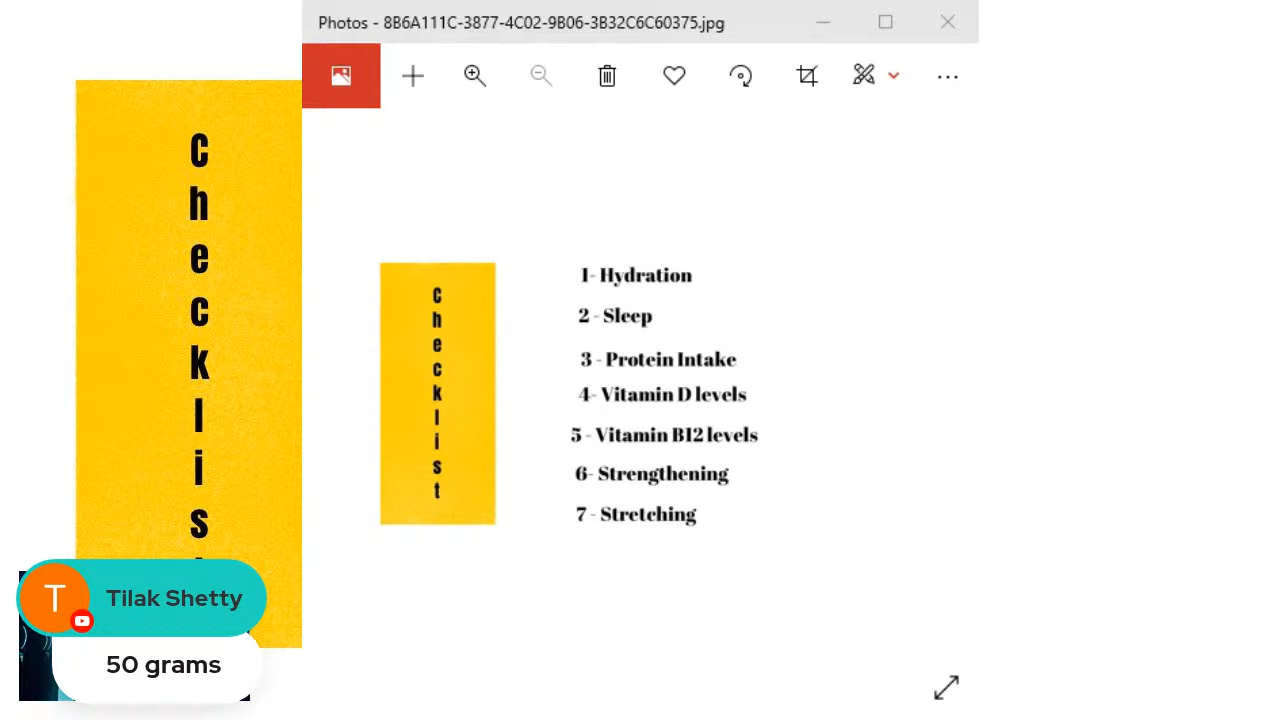 Photos - 8B6A111C-3877-4C02-9B06-3B32C6C60375.jpg
Checklis
Checklist
1- Hydration
2 - Sleep
3 - Protein Intake
4- Vitamin D levels
5 - Vitamin B12 levels
6- Strengthening
7 - Stretching
T
Tilak Shetty
50 grams